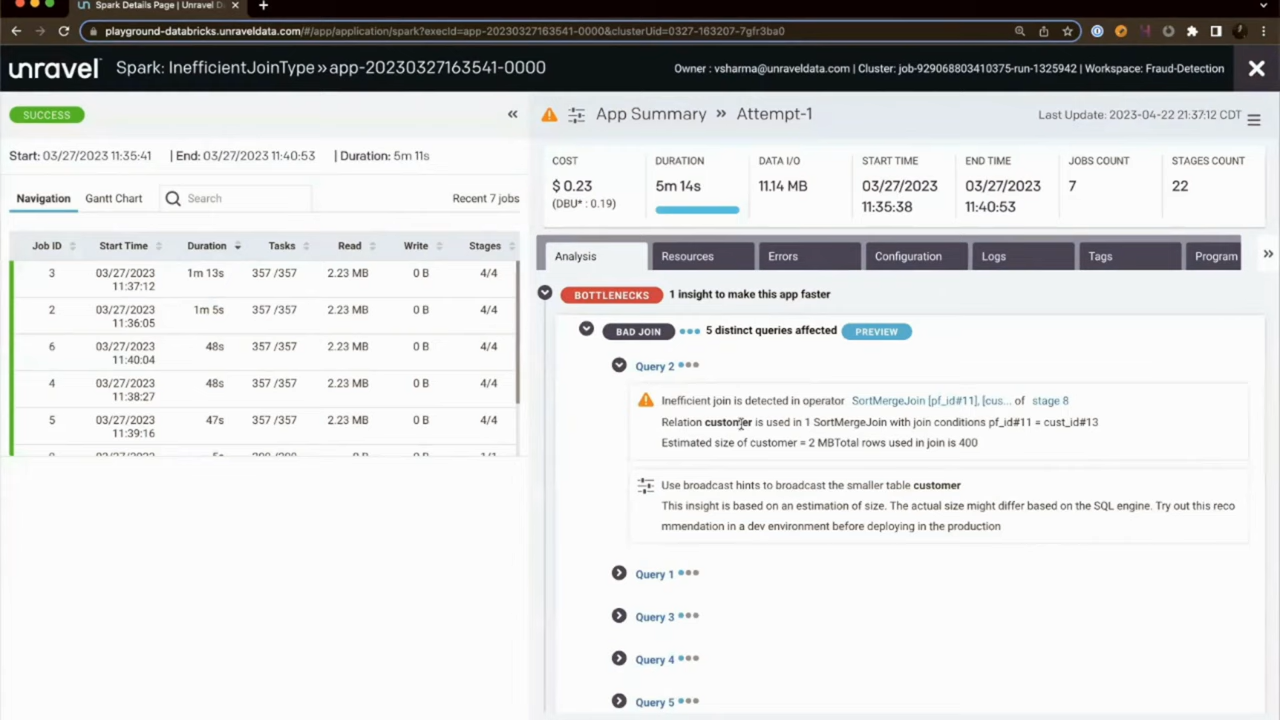 Spark Details Page | Unravel D
playground-databricks.unraveldata.com/#/app/application/spark?execId=app-20230327163541-0000&clusterUid=0327-163207-7gfr3ba0
unravel
Spark: InefficientJoinType » app-20230327163541-0000
Owner : vsharma@unraveldata.com | Cluster: job-929068803410375-run-1325942 | Workspace: Fraud-Detection
SUCCESS
Start: 03/27/2023 11:35:41 | End: 03/27/2023 11:40:53 | Duration: 5m 11s
Navigation Gantt Chart Search Recent 7 jobs
Job ID Start Time Duration Tasks Read Write Stages
3 03/27/2023 1m 13s 357 /357 2.23 MB 0 B 4/4
11:37:12
2 03/27/2023 1m 5s 357 /357 2.23 MB 0 B 4/4
11:36:05
6 03/27/2023 48s 357 /357 2.23 MB 0 B 4/4
11:40:04
4 03/27/2023 48s 357 /357 2.23 MB 0 B 4/4
11:38:27
5 03/27/2023 47s 357 /357 2.23 MB 0 B 4/4
11:39:16
App Summary » Attempt-1
Last Update: 2023-04-22 21:37:12 CDT
COST DURATION DATA I/O START TIME END TIME JOBS COUNT STAGES COUNT
$ 0.23 5m 14s 11.14 MB 03/27/2023 03/27/2023 7 22
(DBU* : 0.19) 11:35:38 11:40:53
Analysis Resources Errors Configuration Logs Tags Program
BOTTLENECKS 1 insight to make this app faster
BAD JOIN 5 distinct queries affected PREVIEW
Query 2
Inefficient join is detected in operator SortMergeJoin [pf_id#11], [cus... of stage 8
Relation customer is used in 1 SortMergeJoin with join conditions pf_id#11 = cust_id#13
Estimated size of customer = 2 MBTotal rows used in join is 400
Use broadcast hints to broadcast the smaller table customer
This insight is based on an estimation of size. The actual size might differ based on the SQL engine. Try out this reco
mmendation in a dev environment before deploying in the production
Query 1
Query 3
Query 4
Query 5